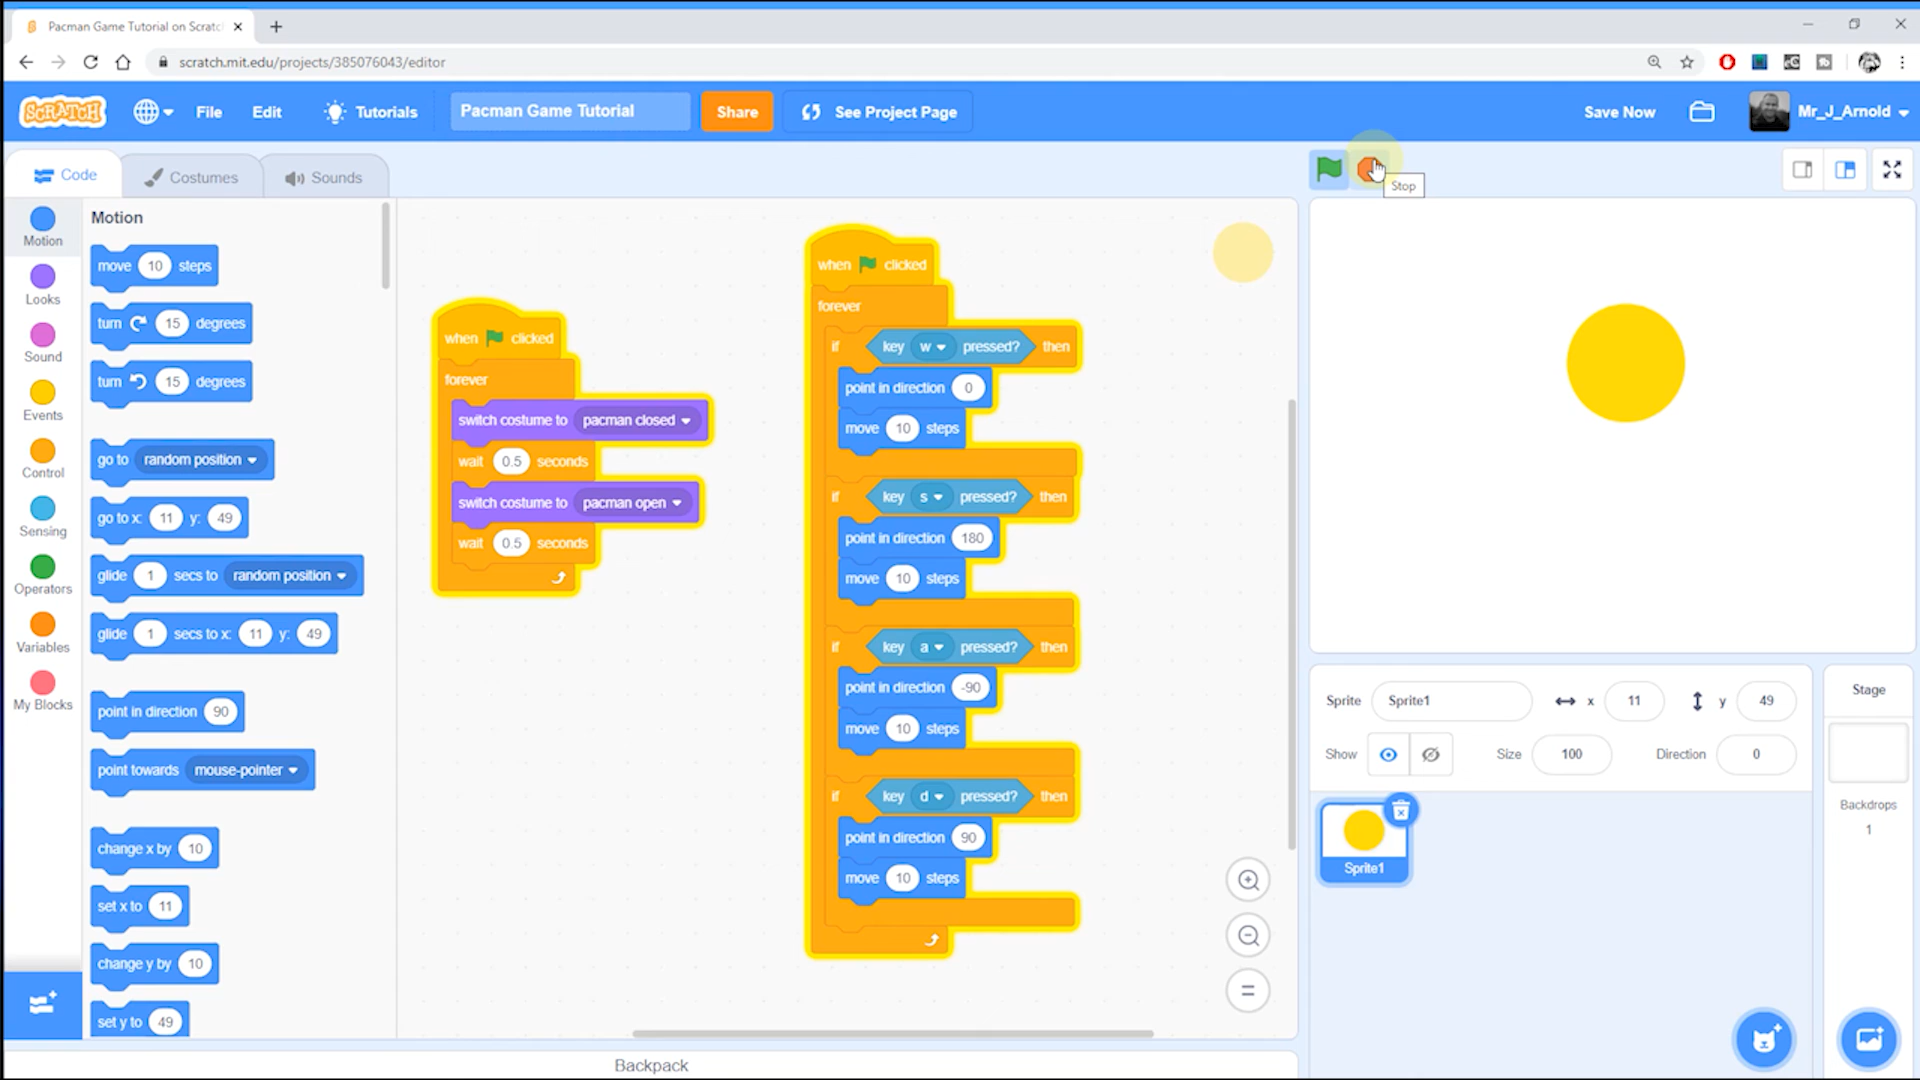 Pacman Game Tutorial on Scratc
scratch.mit.edu/projects/385076043/editor
SCRATCH
File
Edit
Tutorials
Pacman Game Tutorial
Share
See Project Page
Save Now
Mr_J_Arnold
Code
Costumes
Sounds
Stop
Motion
Looks
Sound
Events
Control
Sensing
Operators
Variables
My Blocks
Motion
move 10 steps
turn 15 degrees
turn 15 degrees
go to random position
go to x: 11 y: 49
glide 1 secs to random position
glide 1 secs to x: 11 y: 49
point in direction 90
point towards mouse-pointer
change x by 10
set x to 11
change y by 10
set y to 49
when clicked
forever
switch costume to pacman closed
wait 0.5 seconds
switch costume to pacman open
wait 0.5 seconds
when clicked
forever
if key w pressed? then
point in direction 0
move 10 steps
if key s pressed? then
point in direction 180
move 10 steps
if key a pressed? then
point in direction -90
move 10 steps
if key d pressed? then
point in direction 90
move 10 steps
Sprite Sprite1 x 11 y 49
Show Size 100 Direction 0
Sprite1
Stage
Backdrops
1
Backpack